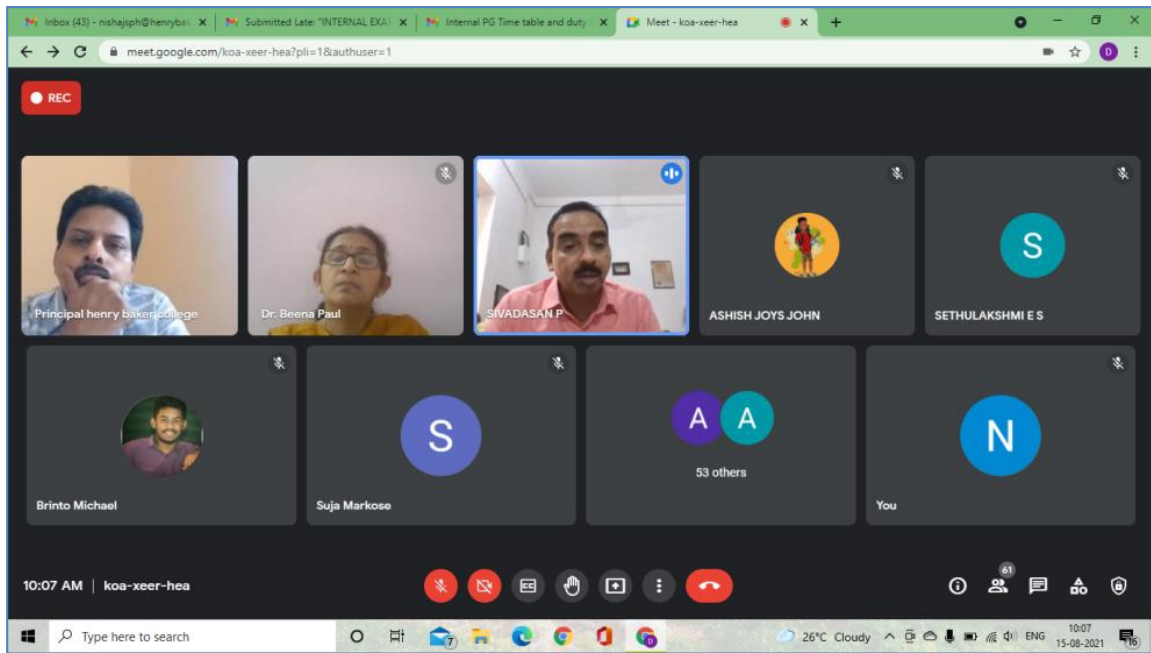 Inbox (43) - nishajsph@henrybak
Submitted Late: "INTERNAL EXA
Internal PG Time table and duty
Meet - koa-xeer-hea
meet.google.com/koa-xeer-hea?pli=1&authuser=1
D
REC
Principal henry baker college
Dr. Beena Paul
SIVADASAN P
ASHISH JOYS JOHN
S
SETHULAKSHMI E S
Brinto Michael
S
Suja Markose
A A
53 others
N
You
10:07 AM | koa-xeer-hea
CC
61
Type here to search
7
26°C Cloudy
ENG
10:07
15-08-2021
16